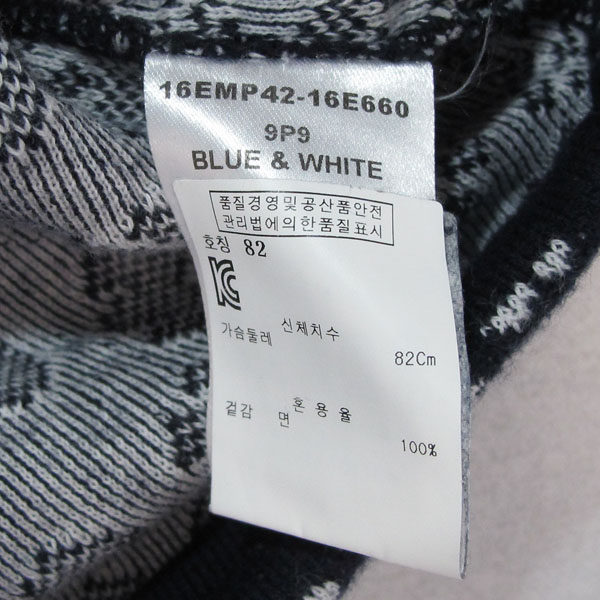 16EMP42-16E660
9P9
BLUE & WHITE
품질경영및공산품안전
관리법에의한품질표시
호칭 82
KC
신체치수
가슴둘레 82Cm
혼용율
겉감 면 100%